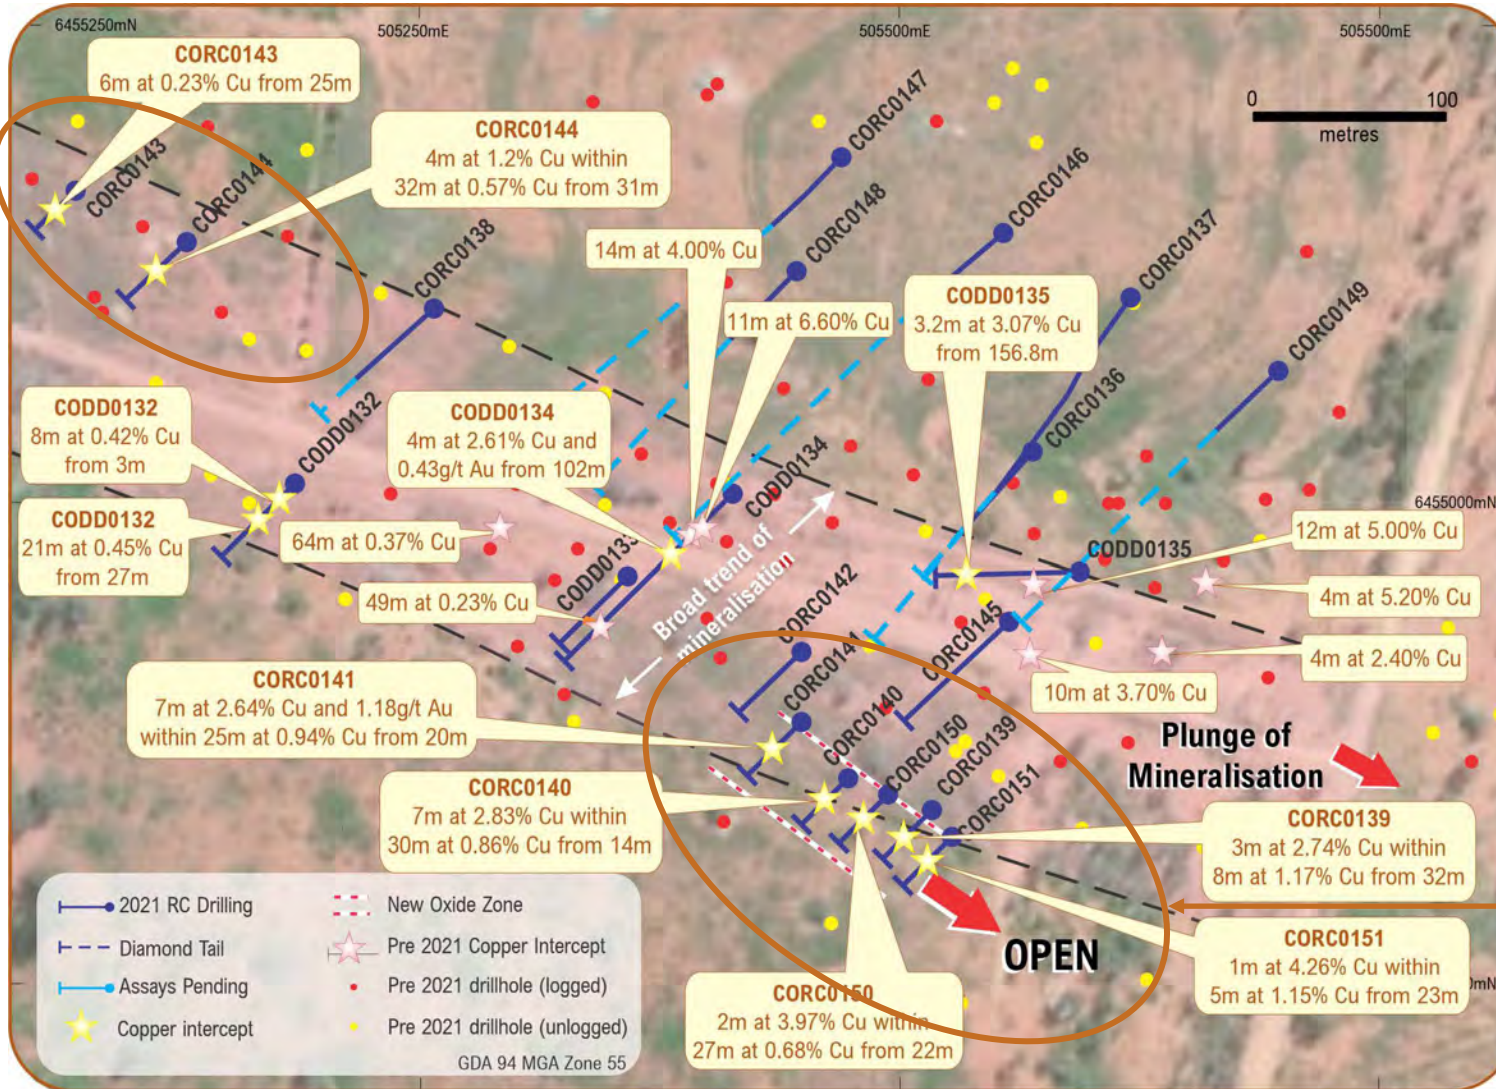 6455250mN
505250mE
505500mE
505500mE
CORC0143
6m at 0.23% Cu from 25m
CORC0144
4m at 1.2% Cu within
32m at 0.57% Cu from 31m
0 100
metres
CORC0147
CORC0146
CORC0148
CORC0137
CORC0149
CORC0143
CORC0144
CORC0138
14m at 4.00% Cu
11m at 6.60% Cu
CODD0135
3.2m at 3.07% Cu
from 156.8m
CORC0136
CODD0132
8m at 0.42% Cu
from 3m
CODD0132
CODD0134
4m at 2.61% Cu and
0.43g/t Au from 102m
CODD0134
6455000mN
CODD0132
21m at 0.45% Cu
from 27m
64m at 0.37% Cu
CODD0133
49m at 0.23% Cu
Broad trend of
mineralisation
CODD0135
12m at 5.00% Cu
4m at 5.20% Cu
4m at 2.40% Cu
10m at 3.70% Cu
CORC0142
CORC0145
CORC0141
CORC0141
7m at 2.64% Cu and 1.18g/t Au
within 25m at 0.94% Cu from 20m
CORC0140
CORC0150
CORC0139
CORC0151
Plunge of
Mineralisation
CORC0140
7m at 2.83% Cu within
30m at 0.86% Cu from 14m
CORC0139
3m at 2.74% Cu within
8m at 1.17% Cu from 32m
OPEN
CORC0151
1m at 4.26% Cu within
5m at 1.15% Cu from 23m
mN
CORC0150
2m at 3.97% Cu within
27m at 0.68% Cu from 22m
2021 RC Drilling
Diamond Tail
Assays Pending
Copper intercept
New Oxide Zone
Pre 2021 Copper Intercept
Pre 2021 drillhole (logged)
Pre 2021 drillhole (unlogged)
GDA 94 MGA Zone 55